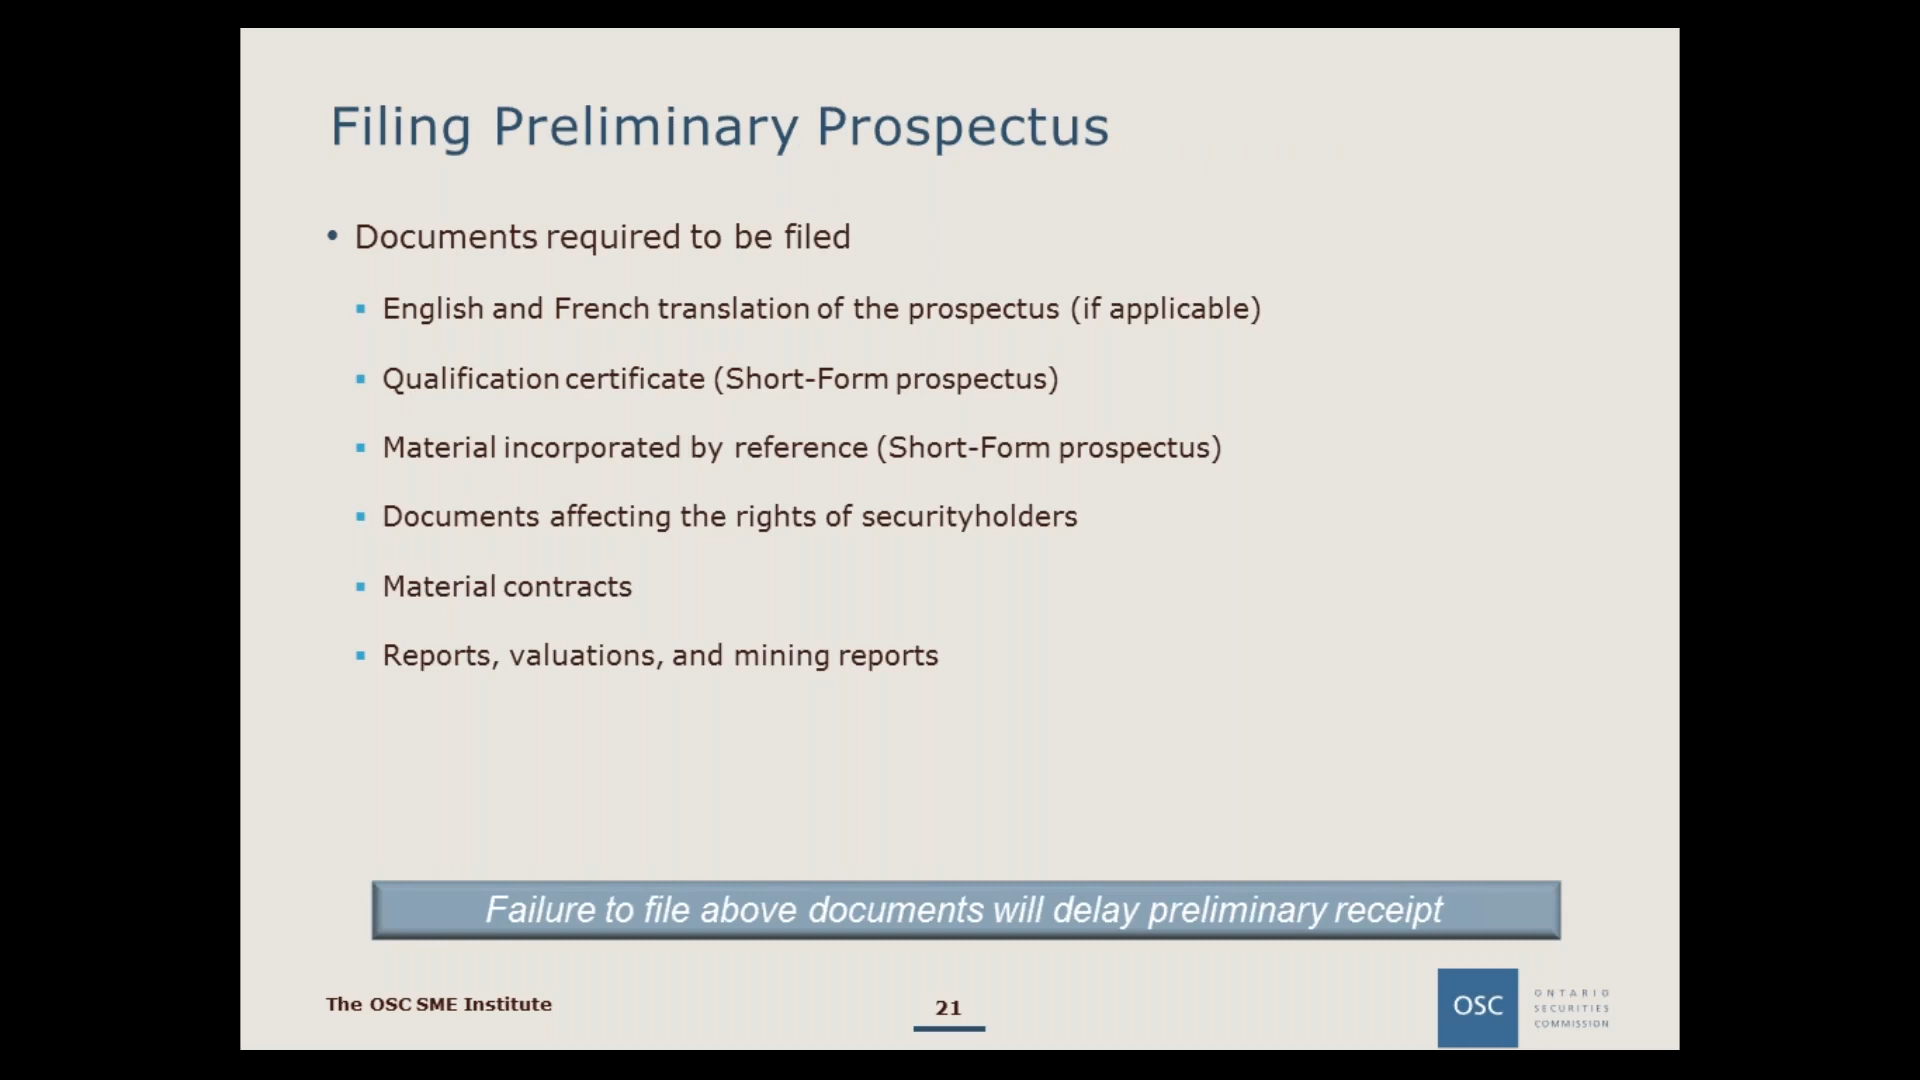 Filing Preliminary Prospectus
• Documents required to be filed
▪ English and French translation of the prospectus (if applicable)
▪ Qualification certificate (Short-Form prospectus)
▪ Material incorporated by reference (Short-Form prospectus)
▪ Documents affecting the rights of securityholders
▪ Material contracts
▪ Reports, valuations, and mining reports
Failure to file above documents will delay preliminary receipt
The OSC SME Institute
21
OSC
ONTARIO
SECURITIES
COMMISSION